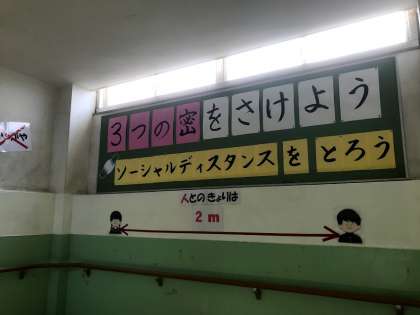 3つの密をさけよう
ソーシャルディスタンスをとろう
人とのきょりは
2m